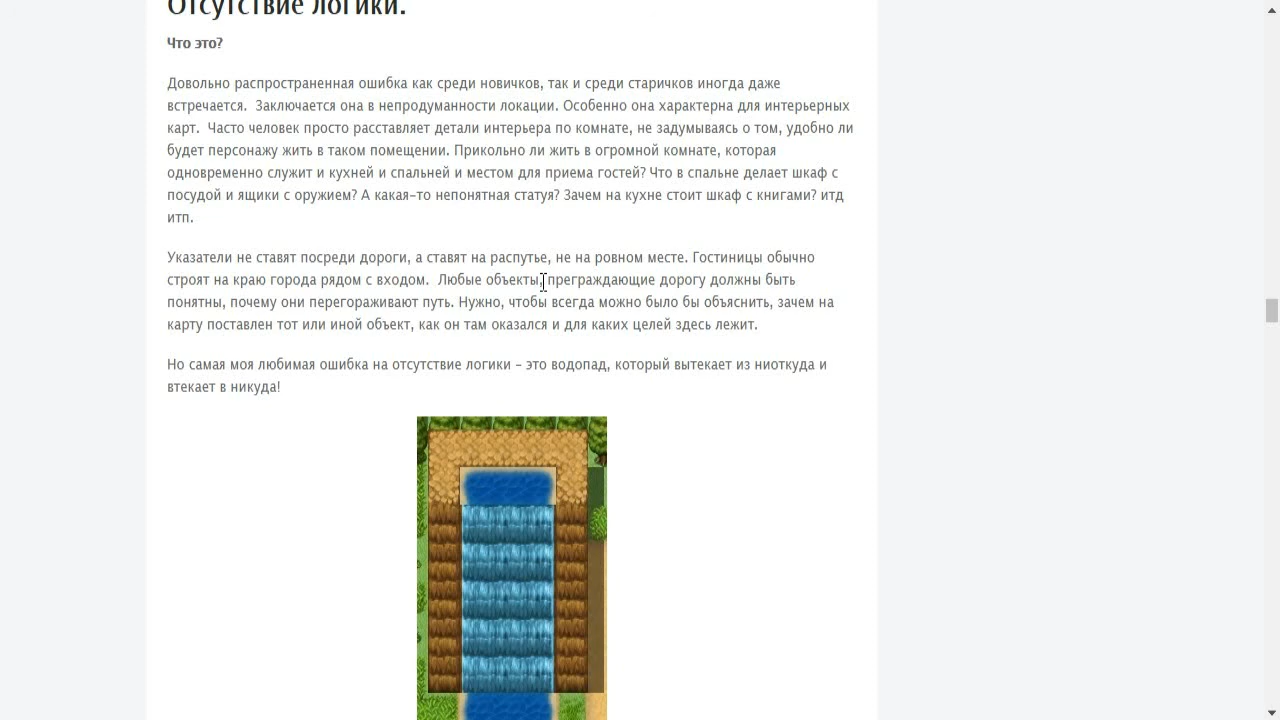 Отсутствие логики.
Что это?
Довольно распространенная ошибка как среди новичков, так и среди старичков иногда даже
встречается.  Заключается она в непродуманности локации. Особенно она характерна для интерьерных
карт.  Часто человек просто расставляет детали интерьера по комнате, не задумываясь о том, удобно ли
будет персонажу жить в таком помещении. Прикольно ли жить в огромной комнате, которая
одновременно служит и кухней и спальней и местом для приема гостей? Что в спальне делает шкаф с
посудой и ящики с оружием? А какая-то непонятная статуя? Зачем на кухне стоит шкаф с книгами? итд
итп.
Указатели не ставят посреди дороги, а ставят на распутье, не на ровном месте. Гостиницы обычно
строят на краю города рядом с входом.  Любые объекты, преграждающие дорогу должны быть
понятны, почему они перегораживают путь. Нужно, чтобы всегда можно было бы объяснить, зачем на
карту поставлен тот или иной объект, как он там оказался и для каких целей здесь лежит.
Но самая моя любимая ошибка на отсутствие логики – это водопад, который вытекает из ниоткуда и
втекает в никуда!